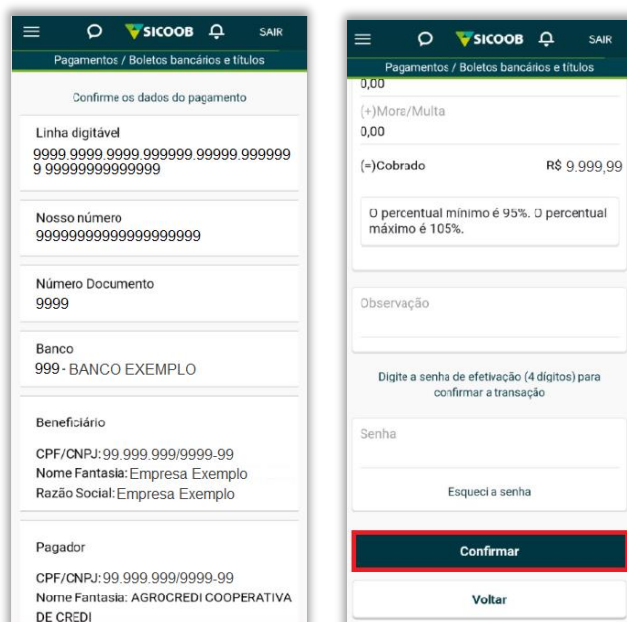 SICOOB
SAIR
Pagamentos / Boletos bancários e títulos
Confirme os dados do pagamento
Linha digitável
9999.9999.9999.999999.99999.999999
9 99999999999999
Nosso número
99999999999999999999
Número Documento
9999
Banco
999 - BANCO EXEMPLO
Beneficiário
CPF/CNPJ: 99.999.999/9999-99
Nome Fantasia: Empresa Exemplo
Razão Social: Empresa Exemplo
Pagador
CPF/CNPJ: 99.999.999/9999-99
Nome Fantasia: AGROCREDI COOPERATIVA
DE CREDI
SICOOB
SAIR
Pagamentos / Boletos bancários e títulos
0,00
(+)Mora/Multa
0,00
(=)Cobrado R$ 9.999,99
O percentual mínimo é 95%. O percentual
máximo é 105%.
Observação
Digite a senha de efetivação (4 dígitos) para
confirmar a transação
Senha
Esqueci a senha
Confirmar
Voltar